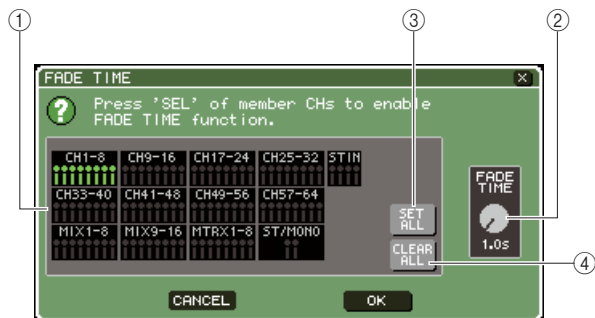 ① ③ ②
FADE TIME
Press 'SEL' of member CHs to enable
FADE TIME function.
CH1-8 CH9-16 CH17-24 CH25-32 STIN
CH33-40 CH41-48 CH49-56 CH57-64
MIX1-8 MIX9-16 MTRX1-8 ST/MONO
SET
ALL
CLEAR
ALL
FADE
TIME
1.0s
④
CANCEL OK